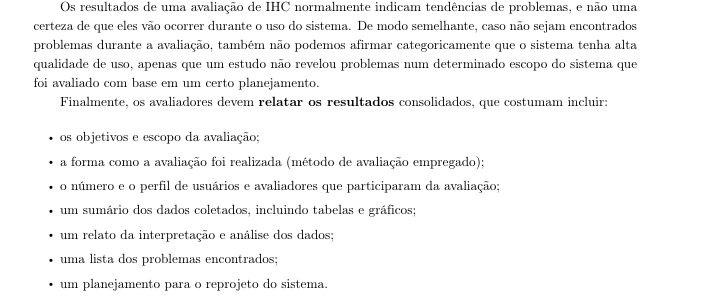 Os resultados de uma avaliação de IHC normalmente indicam tendências de problemas, e não uma
certeza de que eles vão ocorrer durante o uso do sistema. De modo semelhante, caso não sejam encontrados
problemas durante a avaliação, também não podemos afirmar categoricamente que o sistema tenha alta
qualidade de uso, apenas que um estudo não revelou problemas num determinado escopo do sistema que
foi avaliado com base em um certo planejamento.
Finalmente, os avaliadores devem relatar os resultados consolidados, que costumam incluir:
• os objetivos e escopo da avaliação;
• a forma como a avaliação foi realizada (método de avaliação empregado);
• o número e o perfil de usuários e avaliadores que participaram da avaliação;
• um sumário dos dados coletados, incluindo tabelas e gráficos;
• um relato da interpretação e análise dos dados;
• uma lista dos problemas encontrados;
• um planejamento para o reprojeto do sistema.